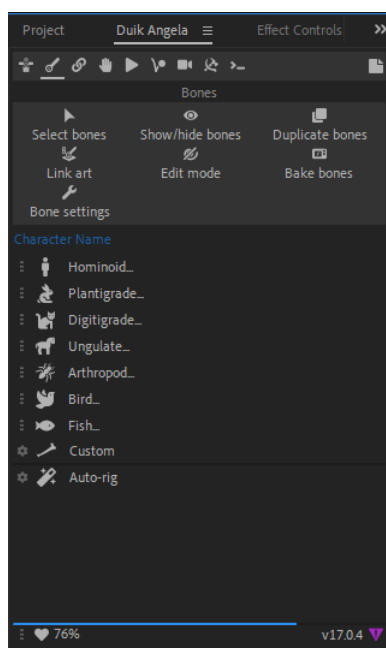 Project Duik Angela Effect Controls
Bones
Select bones Show/hide bones Duplicate bones
Link art Edit mode Bake bones
Bone settings
Character Name
Hominoid...
Plantigrade...
Digitigrade...
Ungulate...
Arthropod...
Bird...
Fish...
Custom
Auto-rig
76% v17.0.4